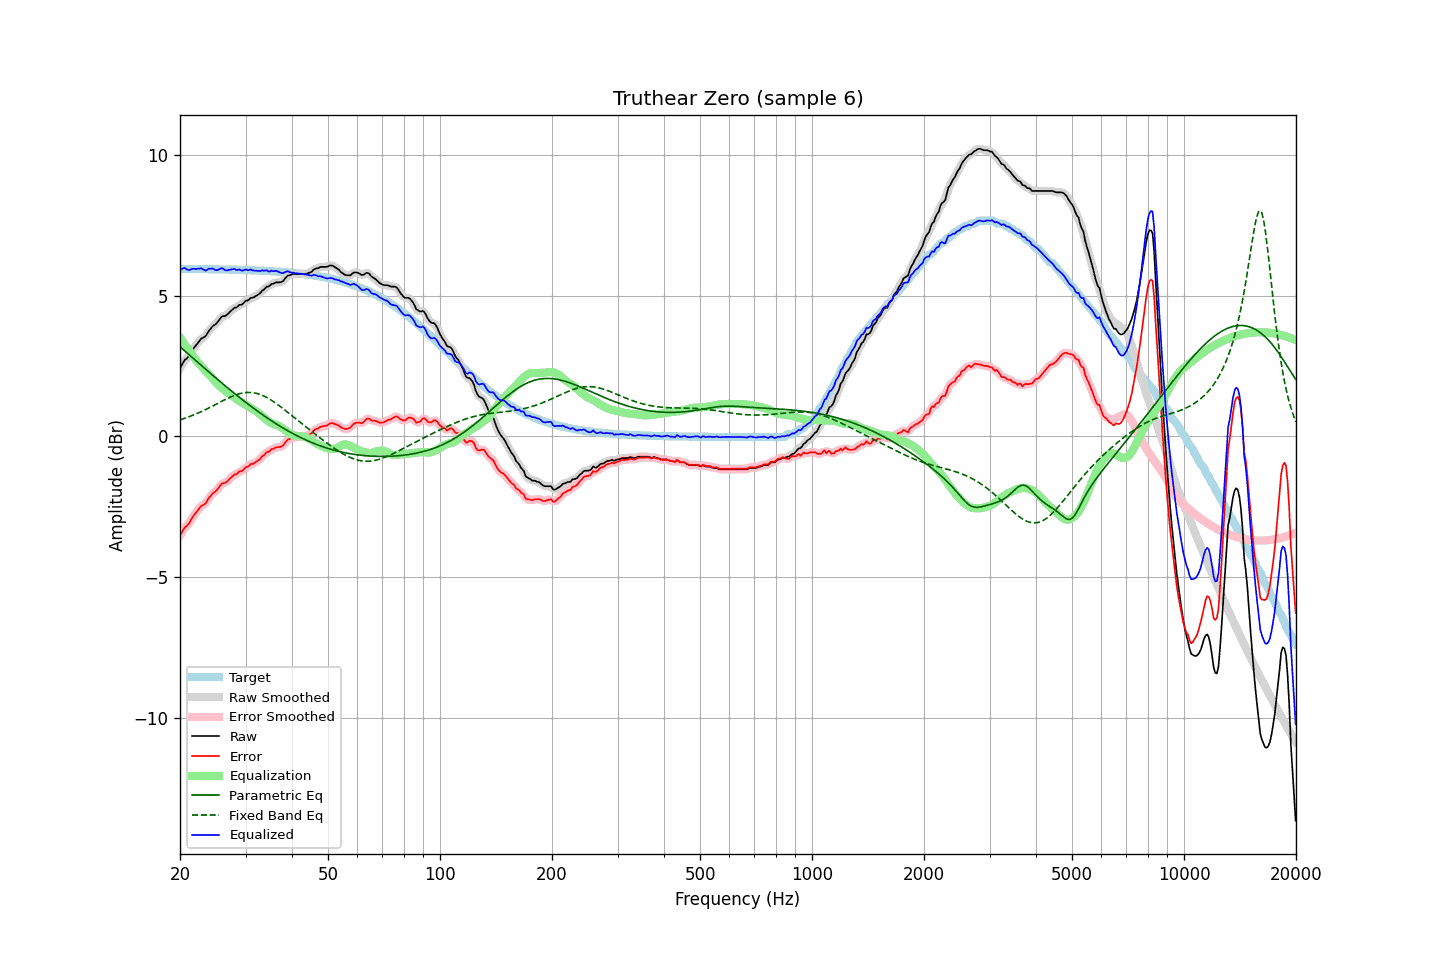 Truthear Zero (sample 6)
Amplitude (dBr)
10
5
0
−5
−10
Target
Raw Smoothed
Error Smoothed
Raw
Error
Equalization
Parametric Eq
Fixed Band Eq
Equalized
20 50 100 200 500 1000 2000 5000 10000 20000
Frequency (Hz)